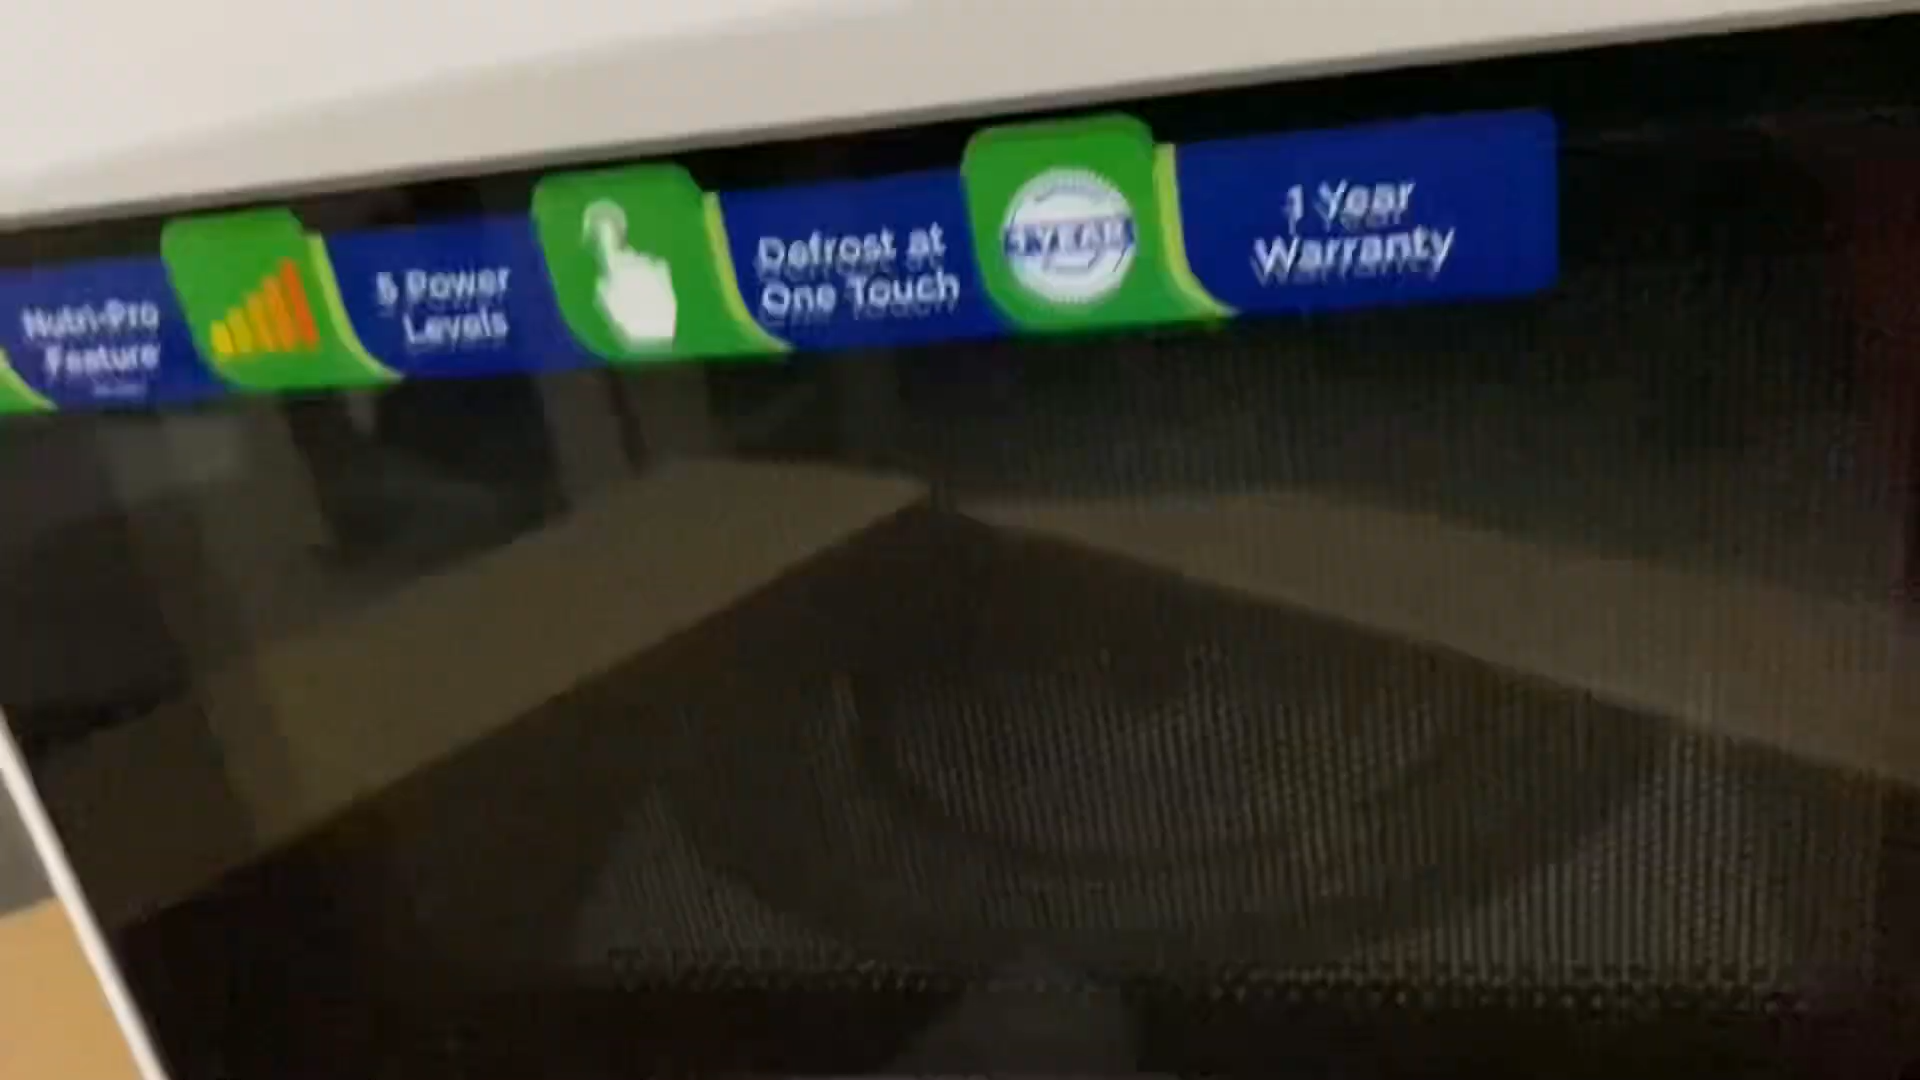 Nutri-Pro
Feature
5 Power
Levels
Defrost at
One Touch
1 Year
Warranty